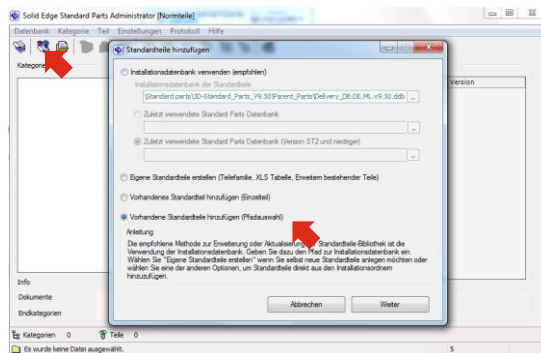 Solid Edge Standard Parts Administrator [Normteile]
Datenbank Kategorie Teil Einstellungen Protokoll Hilfe
Standardteile hinzufügen
Kategorie
Version
Installationsdatenbank verwenden (empfohlen)
Installationsdatenbank der Standardteile
\Standard parts\3D-Standard_Parts_V9.50\Parent_Parts\Delivery_DB.DE.ML.v9.50.ddb
...
Zuletzt verwendete Standard Parts Datenbank
...
Zuletzt verwendete Standard Parts Datenbank (Version ST2 und niedriger)
...
Eigene Standardteile erstellen (Teilefamilie, XLS Tabelle, Erweitern bestehender Teile)
Vorhandenes Standardteil hinzufügen (Einzelteil)
Vorhandene Standardteile hinzufügen (Pfadauswahl)
Anleitung
Die empfohlene Methode zur Erweiterung oder Aktualisierung Standardteile-Bibliothek ist die
Verwendung der Installationsdatenbank. Geben Sie dazu den Pfad zur Installationsdatenbank ein.
Wählen Sie "Eigene Standardteile erstellen" wenn Sie selbst neue Standardteile anlegen möchten oder
wählen Sie eine der anderen Optionen, um Standardteile direkt aus den Installationsordnern
hinzuzufügen.
Info
Dokumente
Endkategorien
Abbrechen Weiter
Kategorien 0 Teile 0
Es wurde keine Datei ausgewählt. 5